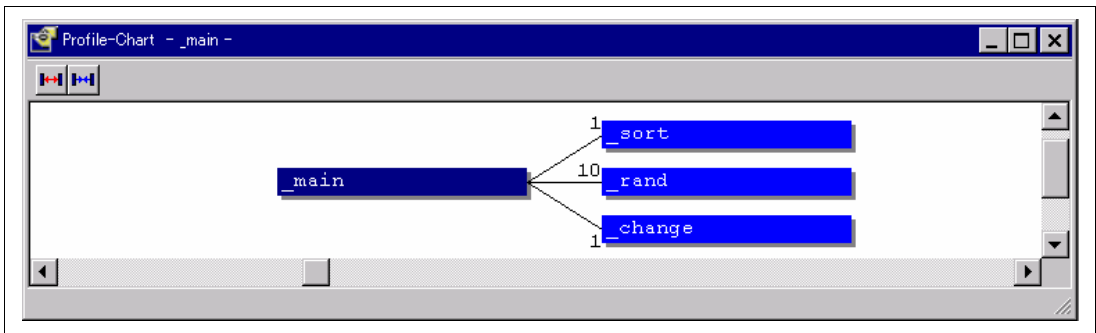 Profile-Chart - _main -
1
_sort
_main
10
_rand
_change
1